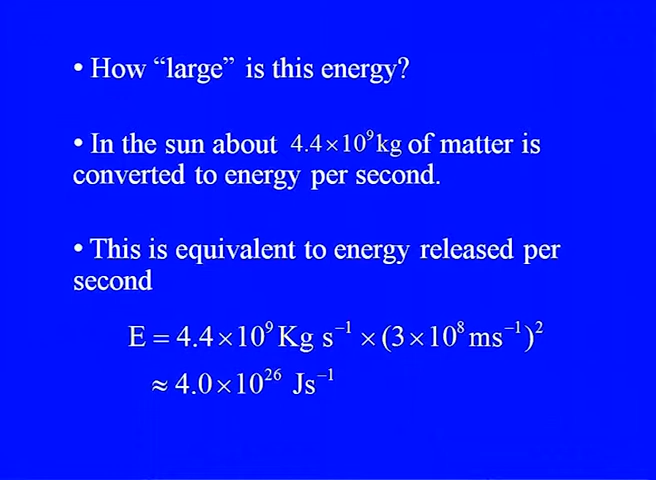 • How “large” is this energy?
• In the sun about 4.4×10⁹kg of matter is
converted to energy per second.
• This is equivalent to energy released per
second
E = 4.4×10⁹ Kg s⁻¹ × (3×10⁸ ms⁻¹)²
≈ 4.0×10²⁶ Js⁻¹